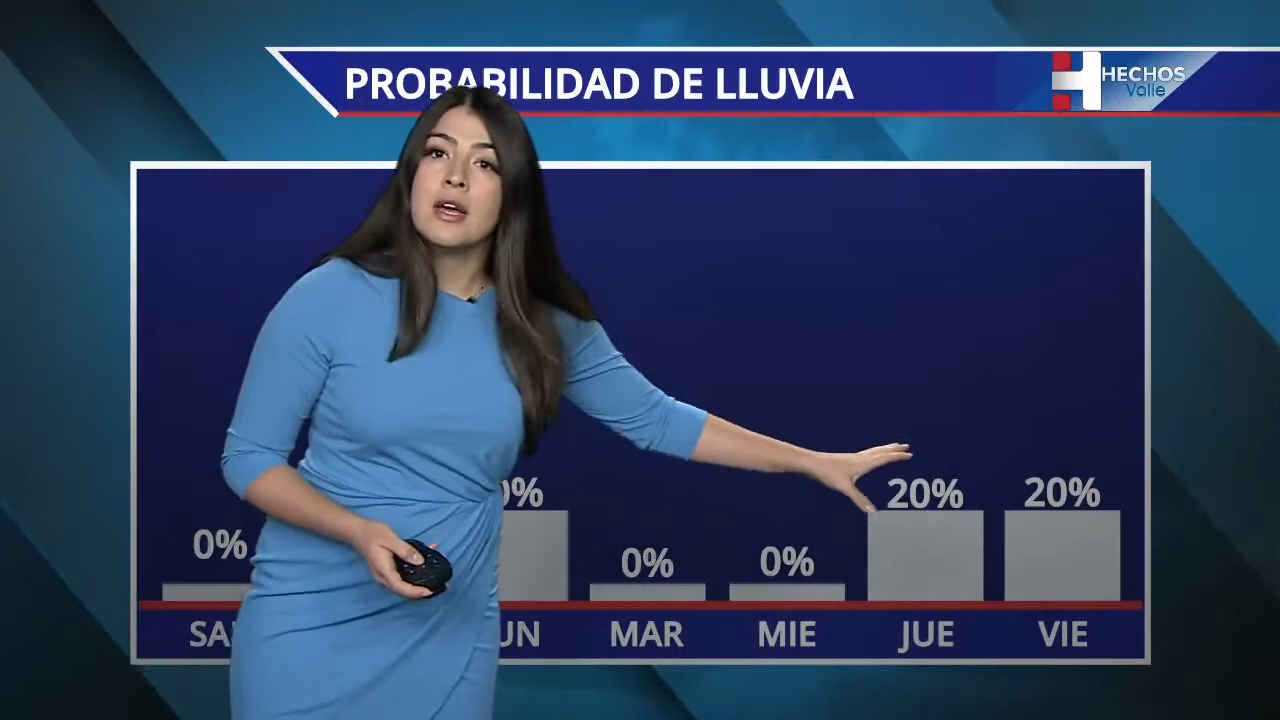 PROBABILIDAD DE LLUVIA
HECHOS
Valle
0% 0% 0% 20% 20%
MAR MIE JUE VIE